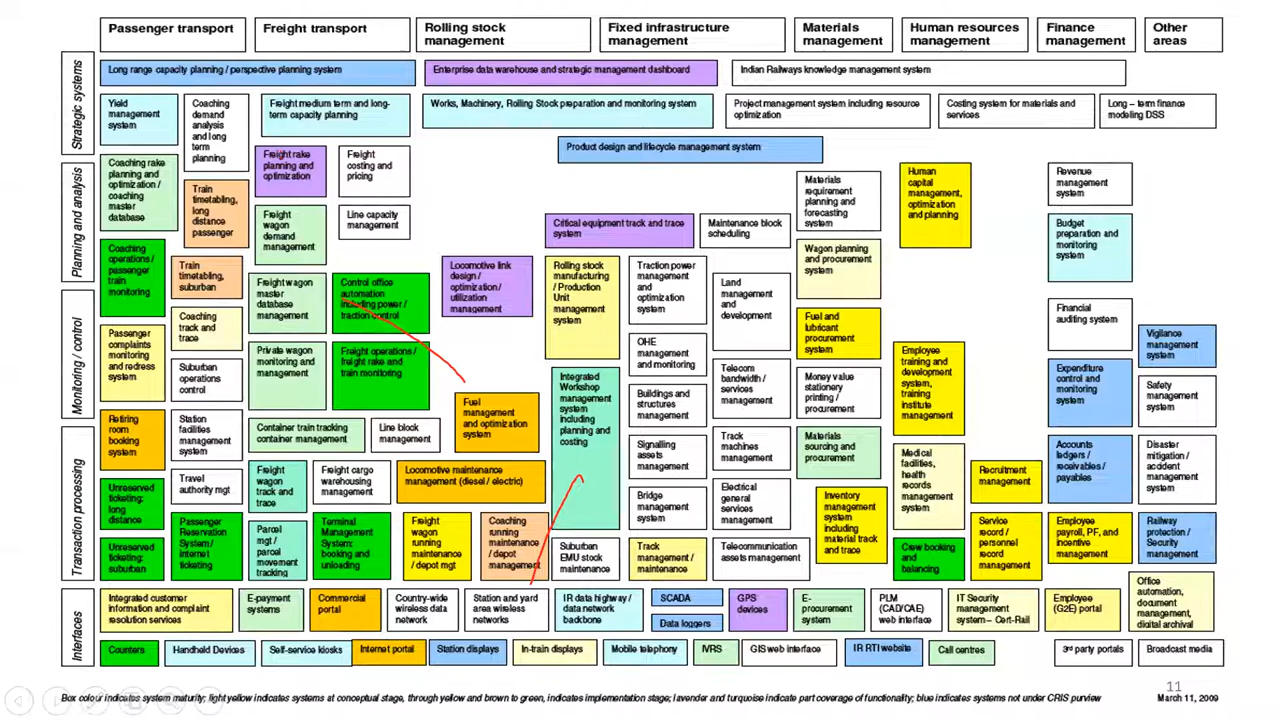 Passenger transport
Freight transport
Rolling stock
management
Fixed infrastructure
management
Materials
management
Human resources
management
Finance
management
Other
areas
Strategic systems
Long range capacity planning / perspective planning system
Enterprise data warehouse and strategic management dashboard
Indian Railways knowledge management system
Yield
management
system
Coaching
demand
analysis
and long
term
planning
Freight medium term and long-
term capacity planning
Works, Machinery, Rolling Stock preparation and monitoring system
Project management system including resource
optimization
Costing system for materials and
services
Long – term finance
modeling DSS
Product design and lifecycle management system
Planning and analysis
Coaching rake
planning and
optimization /
coaching
master
database
Train
timetabling,
long
distance
passenger
Freight rake
planning and
optimization
Freight
costing and
pricing
Freight
wagon
demand
management
Line capacity
management
Critical equipment track and trace
system
Maintenance block
scheduling
Materials
requirement
planning and
forecasting
system
Human
capital
management,
optimization
and planning
Revenue
management
system
Budget
preparation and
monitoring
system
Coaching
operations /
passenger
train
monitoring
Train
timetabling,
suburban
Freight wagon
master
database
management
Control office
automation
including power /
traction control
Locomotive link
design /
optimization /
utilization
management
Rolling stock
manufacturing
/ Production
Unit
management
system
Traction power
management
and
optimization
system
Land
management
and
development
Wagon planning
and procurement
system
Monitoring / control
Passenger
complaints
monitoring
and redress
system
Coaching
track and
trace
Suburban
operations
control
Private wagon
monitoring and
management
Freight operations /
freight rake and
train monitoring
OHE
management
and monitoring
Telecom
bandwidth /
services
management
Fuel and
lubricant
procurement
system
Money value
stationery
printing /
procurement
Employee
training and
development
system,
training
institute
management
Financial
auditing system
Expenditure
control and
monitoring
system
Vigilance
management
system
Safety
management
system
Retiring
room
booking
system
Station
facilities
management
system
Container train tracking
container management
Line block
management
Fuel
management
and optimization
system
Integrated
Workshop
management
system
including
planning and
costing
Buildings and
structures
management
Transaction processing
Signalling
assets
management
Track
machines
management
Materials
sourcing and
procurement
Medical
facilities,
health
records
management
system
Recruitment
management
Accounts
ledgers /
receivables /
payables
Disaster
mitigation /
accident
management
system
Travel
authority mgt
Freight
wagon
track and
trace
Freight cargo
warehousing
management
Locomotive maintenance
management (diesel / electric)
Unreserved
ticketing:
long
distance
Unreserved
ticketing:
suburban
Passenger
Reservation
System /
internet
ticketing
Parcel
mgt /
parcel
movement
tracking
Terminal
Management
System:
booking and
unloading
Freight
wagon
running
maintenance
/ depot mgt
Coaching
running
maintenance
/ depot
management
Suburban
EMU stock
maintenance
Bridge
management
system
Electrical
general
services
management
Track
management /
maintenance
Telecommunication
assets management
Inventory
management
system
including
material track
and trace
Crew booking
and
balancing
Service
record /
personnel
record
management
Employee
payroll, PF, and
incentive
management
Railway
protection /
Security
management
Interfaces
Integrated customer
information and complaint
resolution services
E-payment
systems
Commercial
portal
Country-wide
wireless data
network
Station and yard
area wireless
networks
IR data highway /
data network
backbone
SCADA
Data loggers
GPS
devices
E-
procurement
system
PLM
(CAD/CAE)
web interface
IT Security
management
system – Cert-Rail
Employee
(G2E) portal
Office
automation,
document
management,
digital archival
Counters
Handheld Devices
Self-service kiosks
Internet portal
Station displays
In-train displays
Mobile telephony
IVRS
GIS web interface
IR RTI website
Call centres
3rd party portals
Broadcast media
Box colour indicates system maturity; light yellow indicates systems at conceptual stage, through yellow and brown to green, indicates implementation stage; lavender and turquoise indicate part coverage of functionality; blue indicates systems not under CRIS purview
11
March 11, 2009